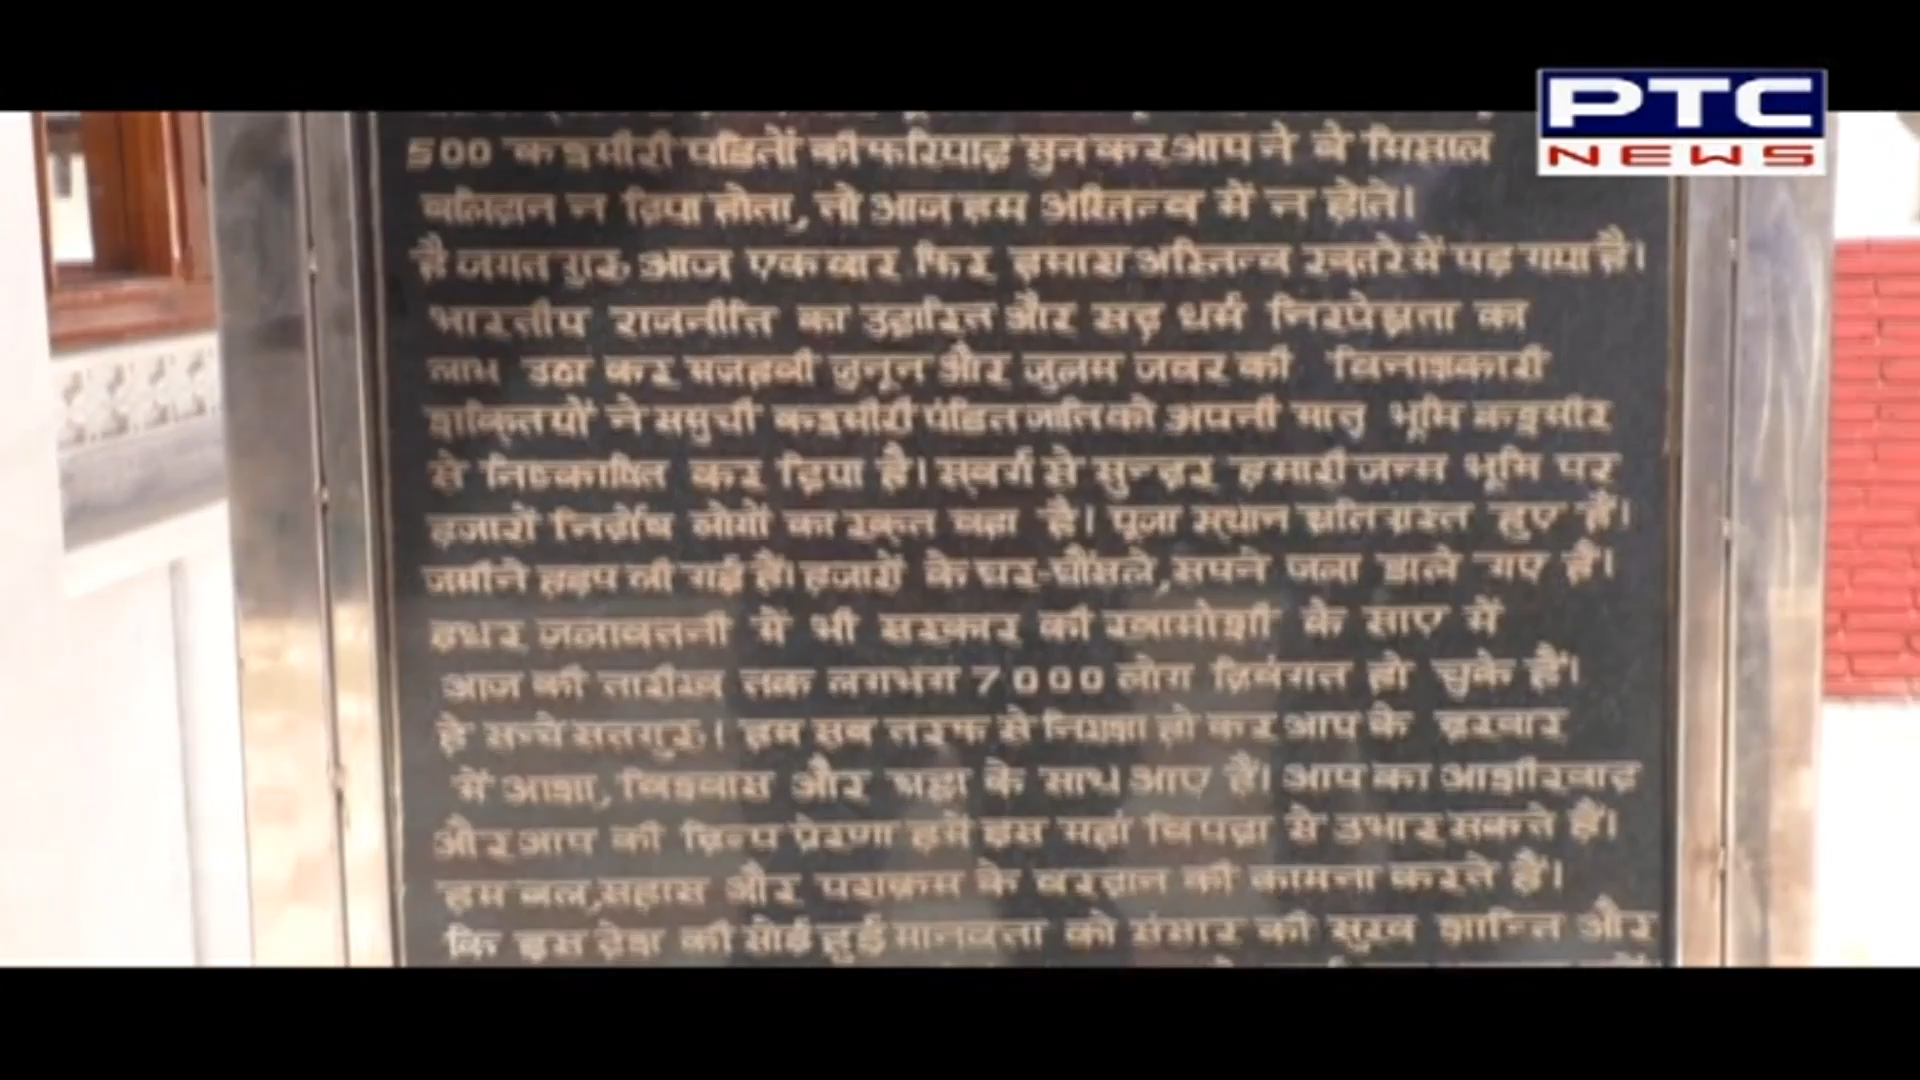 PTC
NEWS
500 कश्मीरी पंडितों की फरियाद सुन कर आप ने बे मिसाल
बलिदान न दिया होता, तो आज हम अस्तित्व में न होते।
है जगत गुरु आज एक बार फिर हमारा अस्तित्व खतरे में पड़ गया है।
भारतीय राजनीति का उद्वारित और सद् धर्म निरपेक्षता का
लाभ उठा कर मजहबी जुनून और जुलम जबर की विनाशकारी
शक्तियों ने समुची कश्मीरी पंडित जाति को अपनी मातृ भूमि कश्मीर
से निष्काषित कर दिया है। स्वर्ग से सुन्दर हमारी जन्म भूमि पर
हजारों निर्दोष लोगों का रक्त बहा है। पूजा स्थान क्षतिग्रस्त हुए हैं।
जमीने हड़प ली गई हैं। हजारों के घर-घौंसले, सपने जला डाले गए हैं।
इधर जलावतनी में भी सरकार की खामोशी के साए में
आज की तारीख तक लगभग 7000 लोग दिवंगत हो चुके हैं।
हे सच्चे सतगुरु। हम सब तरफ से निराशा हो कर आप के दरबार
में आशा, विश्वास और श्रद्धा के साथ आए हैं। आप का आशीरवाद
और आप की दिव्य प्रेरणा हमें इस महां विपदा से उभार सकते हैं।
हम बल, सहास और पराक्रम के वरदान की कामना करते हैं।
कि इस देश की सोई हुई मानवता को संसार की सुख शान्ति और